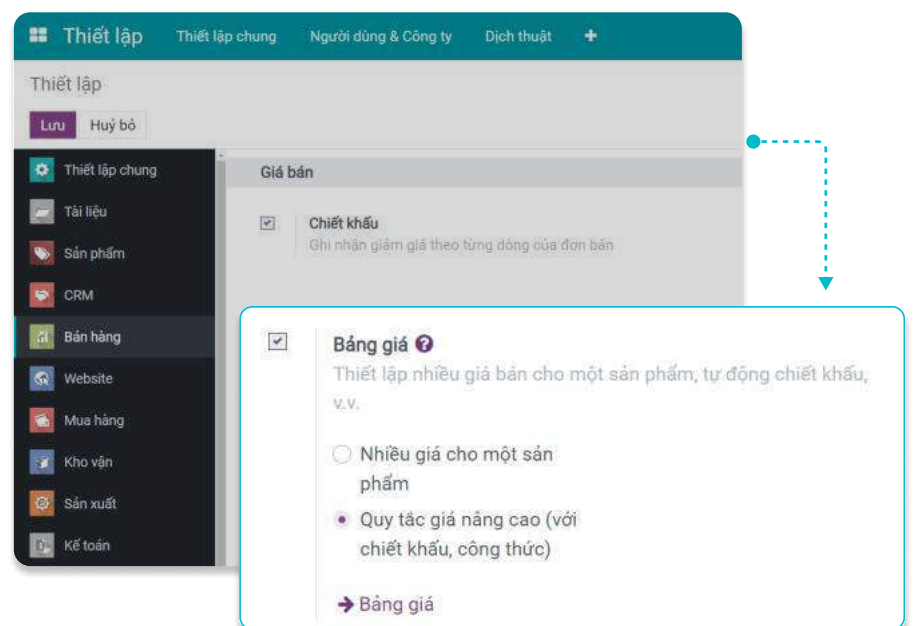 Thiết lập Thiết lập chung Người dùng & Công ty Dịch thuật +
Thiết lập
Lưu Huỷ bỏ
Thiết lập chung
Tài liệu
Sản phẩm
CRM
Bán hàng
Website
Mua hàng
Kho vận
Sản xuất
Kế toán
Giá bán
Chiết khấu
Ghi nhận giảm giá theo từng dòng của đơn bán
Bảng giá ?
Thiết lập nhiều giá bán cho một sản phẩm, tự động chiết khấu,
v.v.
Nhiều giá cho một sản
phẩm
Quy tắc giá nâng cao (với
chiết khấu, công thức)
➔ Bảng giá